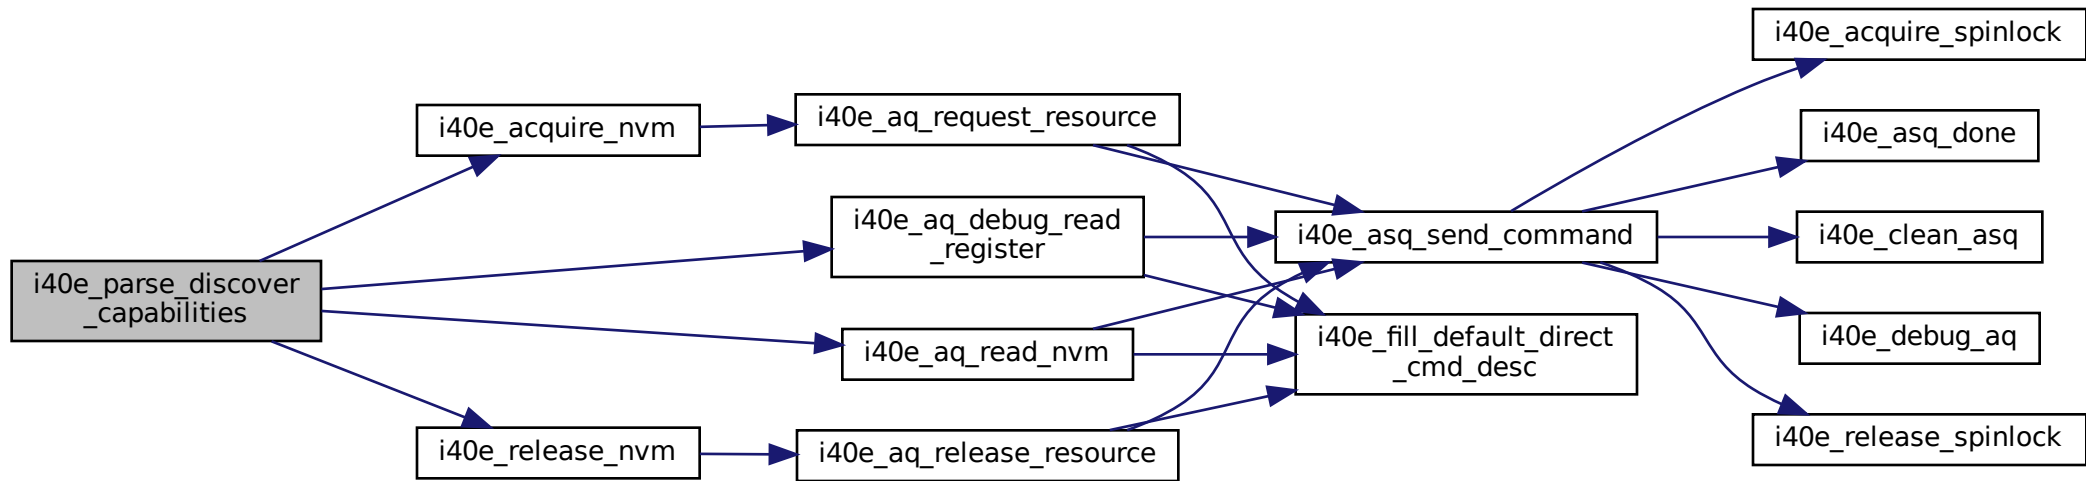 i40e_parse_discover
_capabilities
i40e_acquire_nvm
i40e_release_nvm
i40e_aq_request_resource
i40e_aq_debug_read
_register
i40e_aq_read_nvm
i40e_aq_release_resource
i40e_asq_send_command
i40e_fill_default_direct
_cmd_desc
i40e_acquire_spinlock
i40e_asq_done
i40e_clean_asq
i40e_debug_aq
i40e_release_spinlock